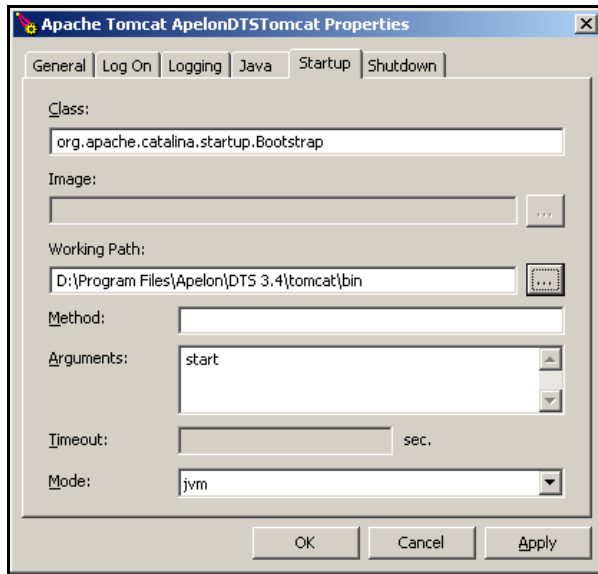 Apache Tomcat ApelonDTSTomcat Properties
General Log On Logging Java Startup Shutdown
Class:
org.apache.catalina.startup.Bootstrap
Image:
...
Working Path:
D:\Program Files\Apelon\DTS 3.4\tomcat\bin
...
Method:
Arguments:
start
Timeout:
sec.
Mode:
jvm
OK Cancel Apply